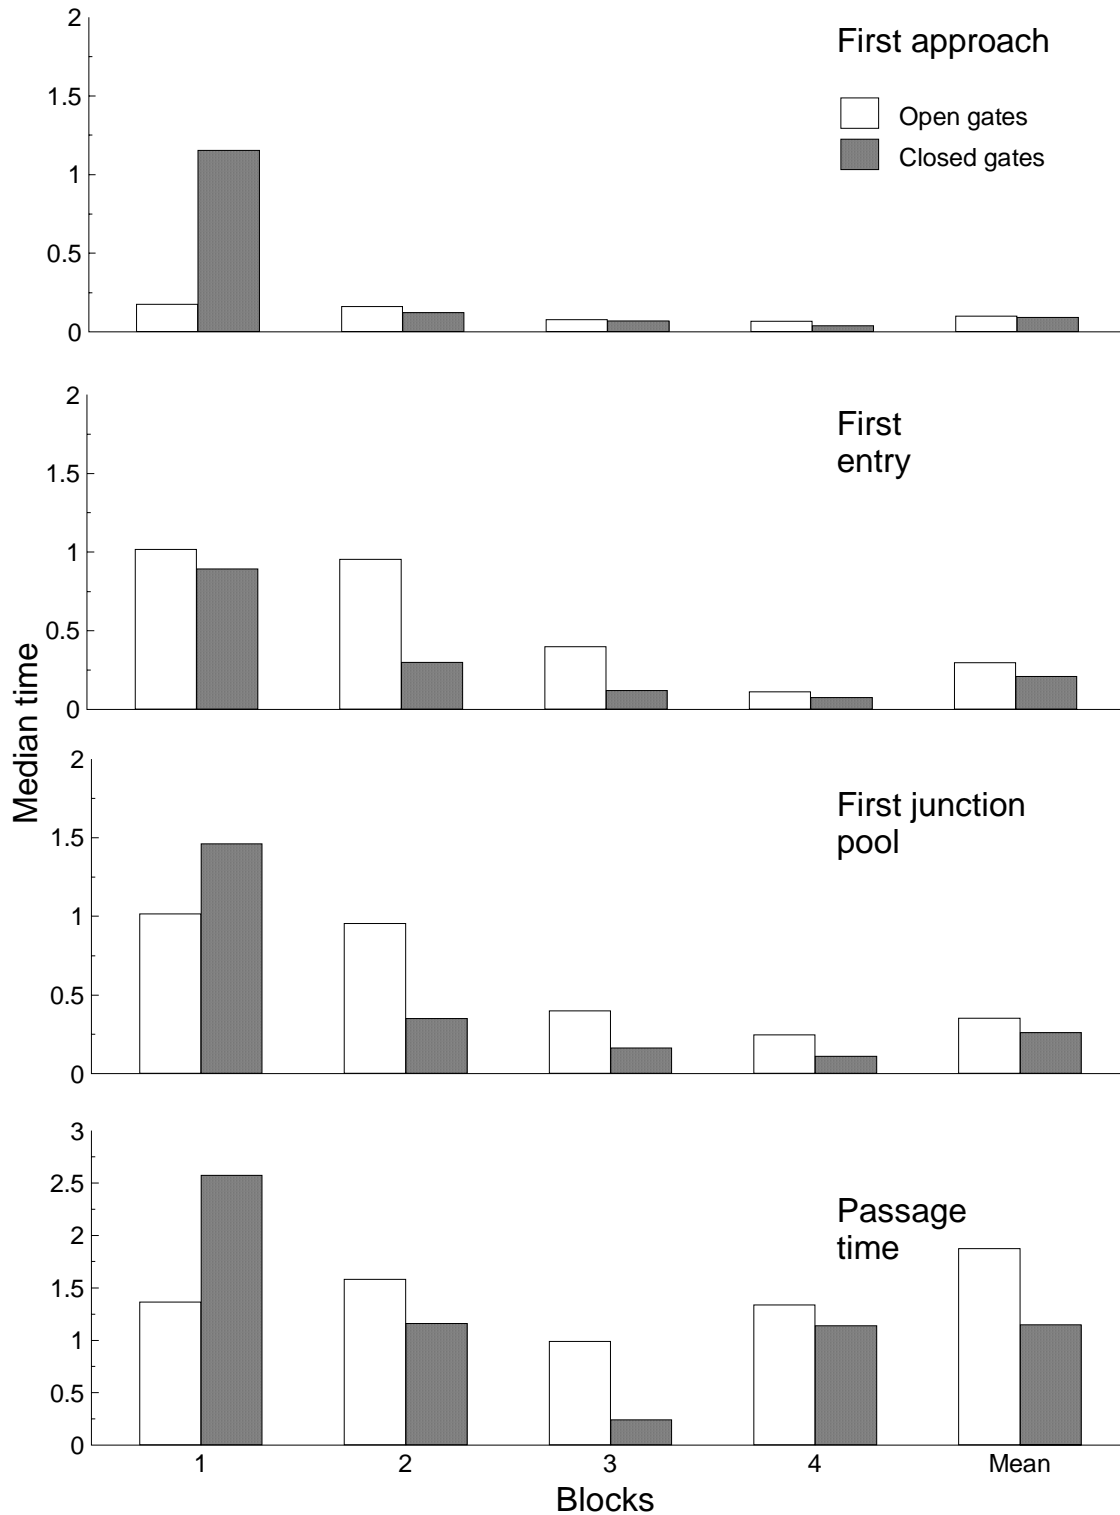 2
First approach
1.5
Open gates
Closed gates
1
0.5
0
2
First
entry
1.5
1
0.5
0
Median time
2
First junction
pool
1.5
1
0.5
0
3
2.5
Passage
time
2
1.5
1
0.5
0
1 2 3 4 Mean
Blocks